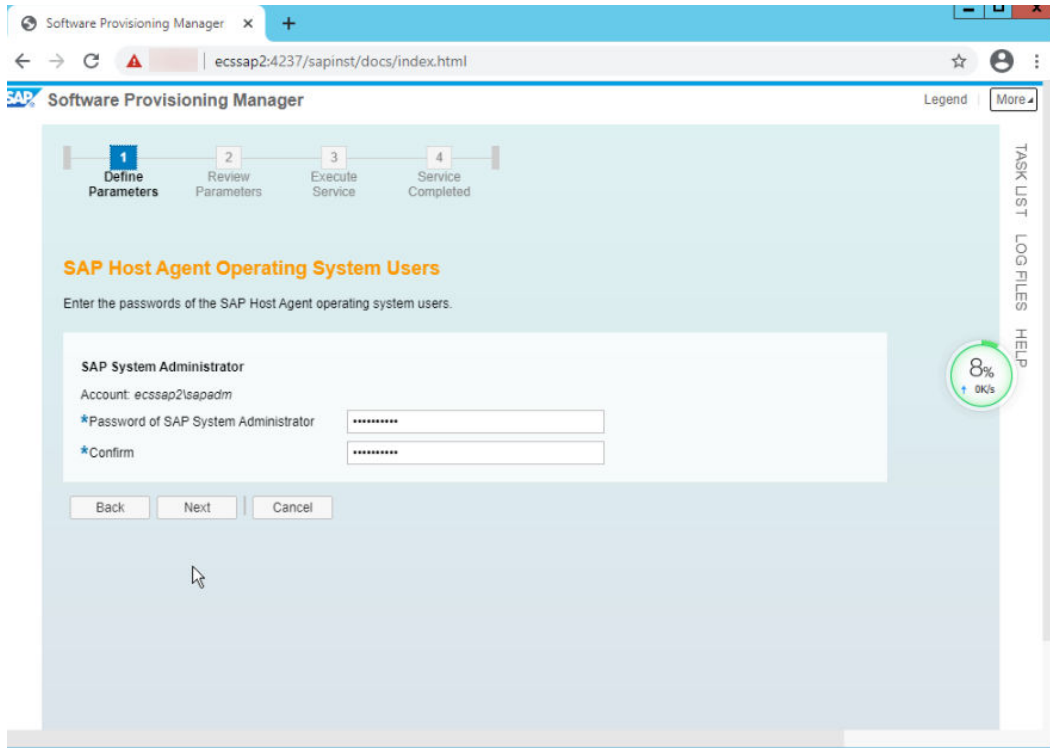 Software Provisioning Manager
ecssap2:4237/sapinst/docs/index.html
SAP Software Provisioning Manager
Legend
More
1
Define
Parameters
2
Review
Parameters
3
Execute
Service
4
Service
Completed
TASK LIST
LOG FILES
HELP
SAP Host Agent Operating System Users
Enter the passwords of the SAP Host Agent operating system users.
SAP System Administrator
Account: ecssap2\sapadm
*Password of SAP System Administrator
••••••••••
*Confirm
••••••••••
8%
↑ 0K/s
Back
Next
Cancel